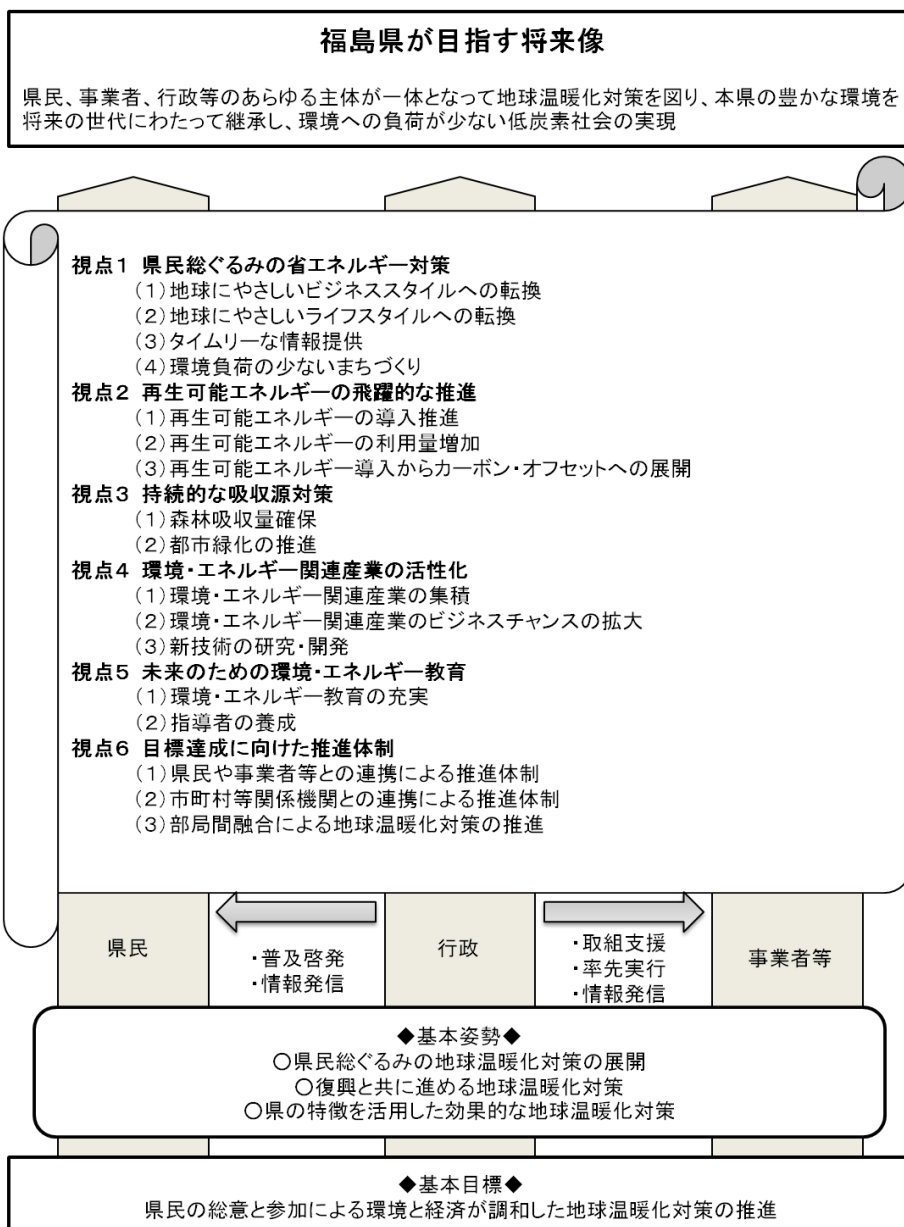 福島県が目指す将来像
県民、事業者、行政等のあらゆる主体が一体となって地球温暖化対策を図り、本県の豊かな環境を
将来の世代にわたって継承し、環境への負荷が少ない低炭素社会の実現
視点1 県民総ぐるみの省エネルギー対策
(1)地球にやさしいビジネススタイルへの転換
(2)地球にやさしいライフスタイルへの転換
(3)タイムリーな情報提供
(4)環境負荷の少ないまちづくり
視点2 再生可能エネルギーの飛躍的な推進
(1)再生可能エネルギーの導入推進
(2)再生可能エネルギーの利用量増加
(3)再生可能エネルギー導入からカーボン・オフセットへの展開
視点3 持続的な吸収源対策
(1)森林吸収量確保
(2)都市緑化の推進
視点4 環境・エネルギー関連産業の活性化
(1)環境・エネルギー関連産業の集積
(2)環境・エネルギー関連産業のビジネスチャンスの拡大
(3)新技術の研究・開発
視点5 未来のための環境・エネルギー教育
(1)環境・エネルギー教育の充実
(2)指導者の養成
視点6 目標達成に向けた推進体制
(1)県民や事業者等との連携による推進体制
(2)市町村等関係機関との連携による推進体制
(3)部局間融合による地球温暖化対策の推進
県民
・普及啓発
・情報発信
行政
・取組支援
・率先実行
・情報発信
事業者等
◆基本姿勢◆
○県民総ぐるみの地球温暖化対策の展開
○復興と共に進める地球温暖化対策
○県の特徴を活用した効果的な地球温暖化対策
◆基本目標◆
県民の総意と参加による環境と経済が調和した地球温暖化対策の推進